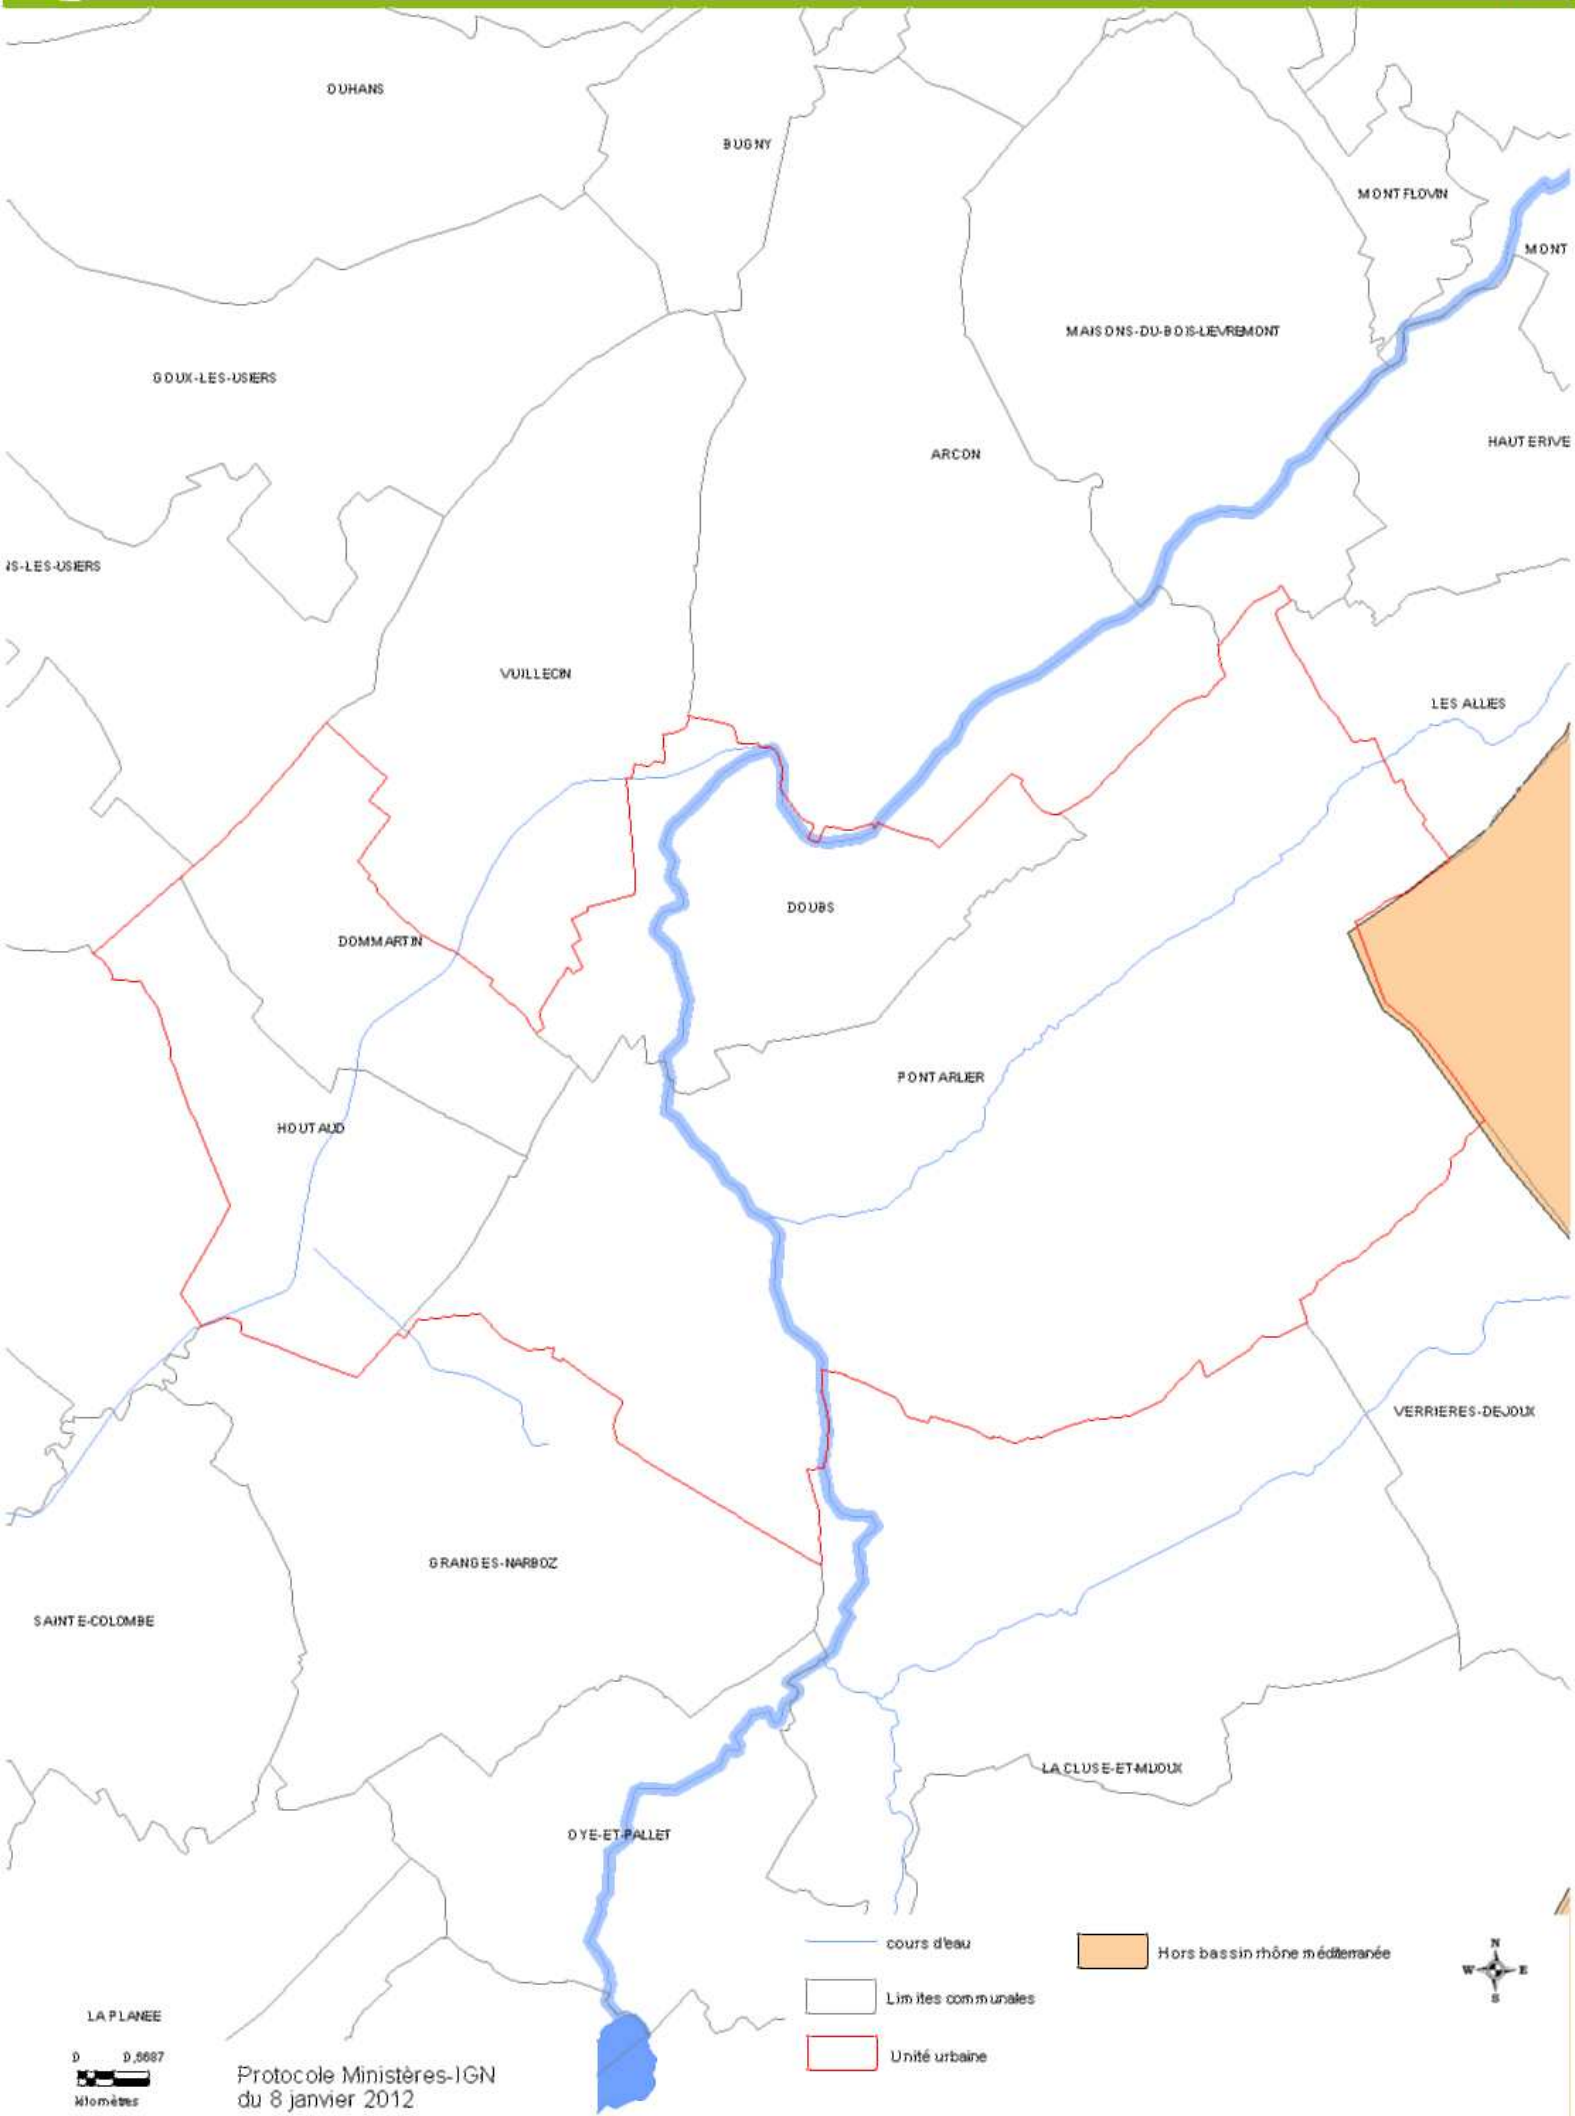 OUHANS
BUGNY
MONTFLOVIN
MONT
MAISONS-DU-BOIS-LIEVREMONT
GOUX-LES-USIERS
HAUTERIVE
ARCON
NS-LES-USIERS
VUILLECIN
LES ALLIES
DOUBS
DOMMARTIN
PONTARLIER
HOUTAUD
VERRIERES-DE-JOUX
GRANGES-NARBOZ
SAINTE-COLOMBE
LA CLUSE-ET-MIJOUX
OYE-ET-PALLET
cours d'eau
Hors bassin rhône méditerranée
N
W E
S
Limites communales
LA PLANEE
Unité urbaine
0 0,6687
kilomètres
Protocole Ministères-IGN
du 8 janvier 2012